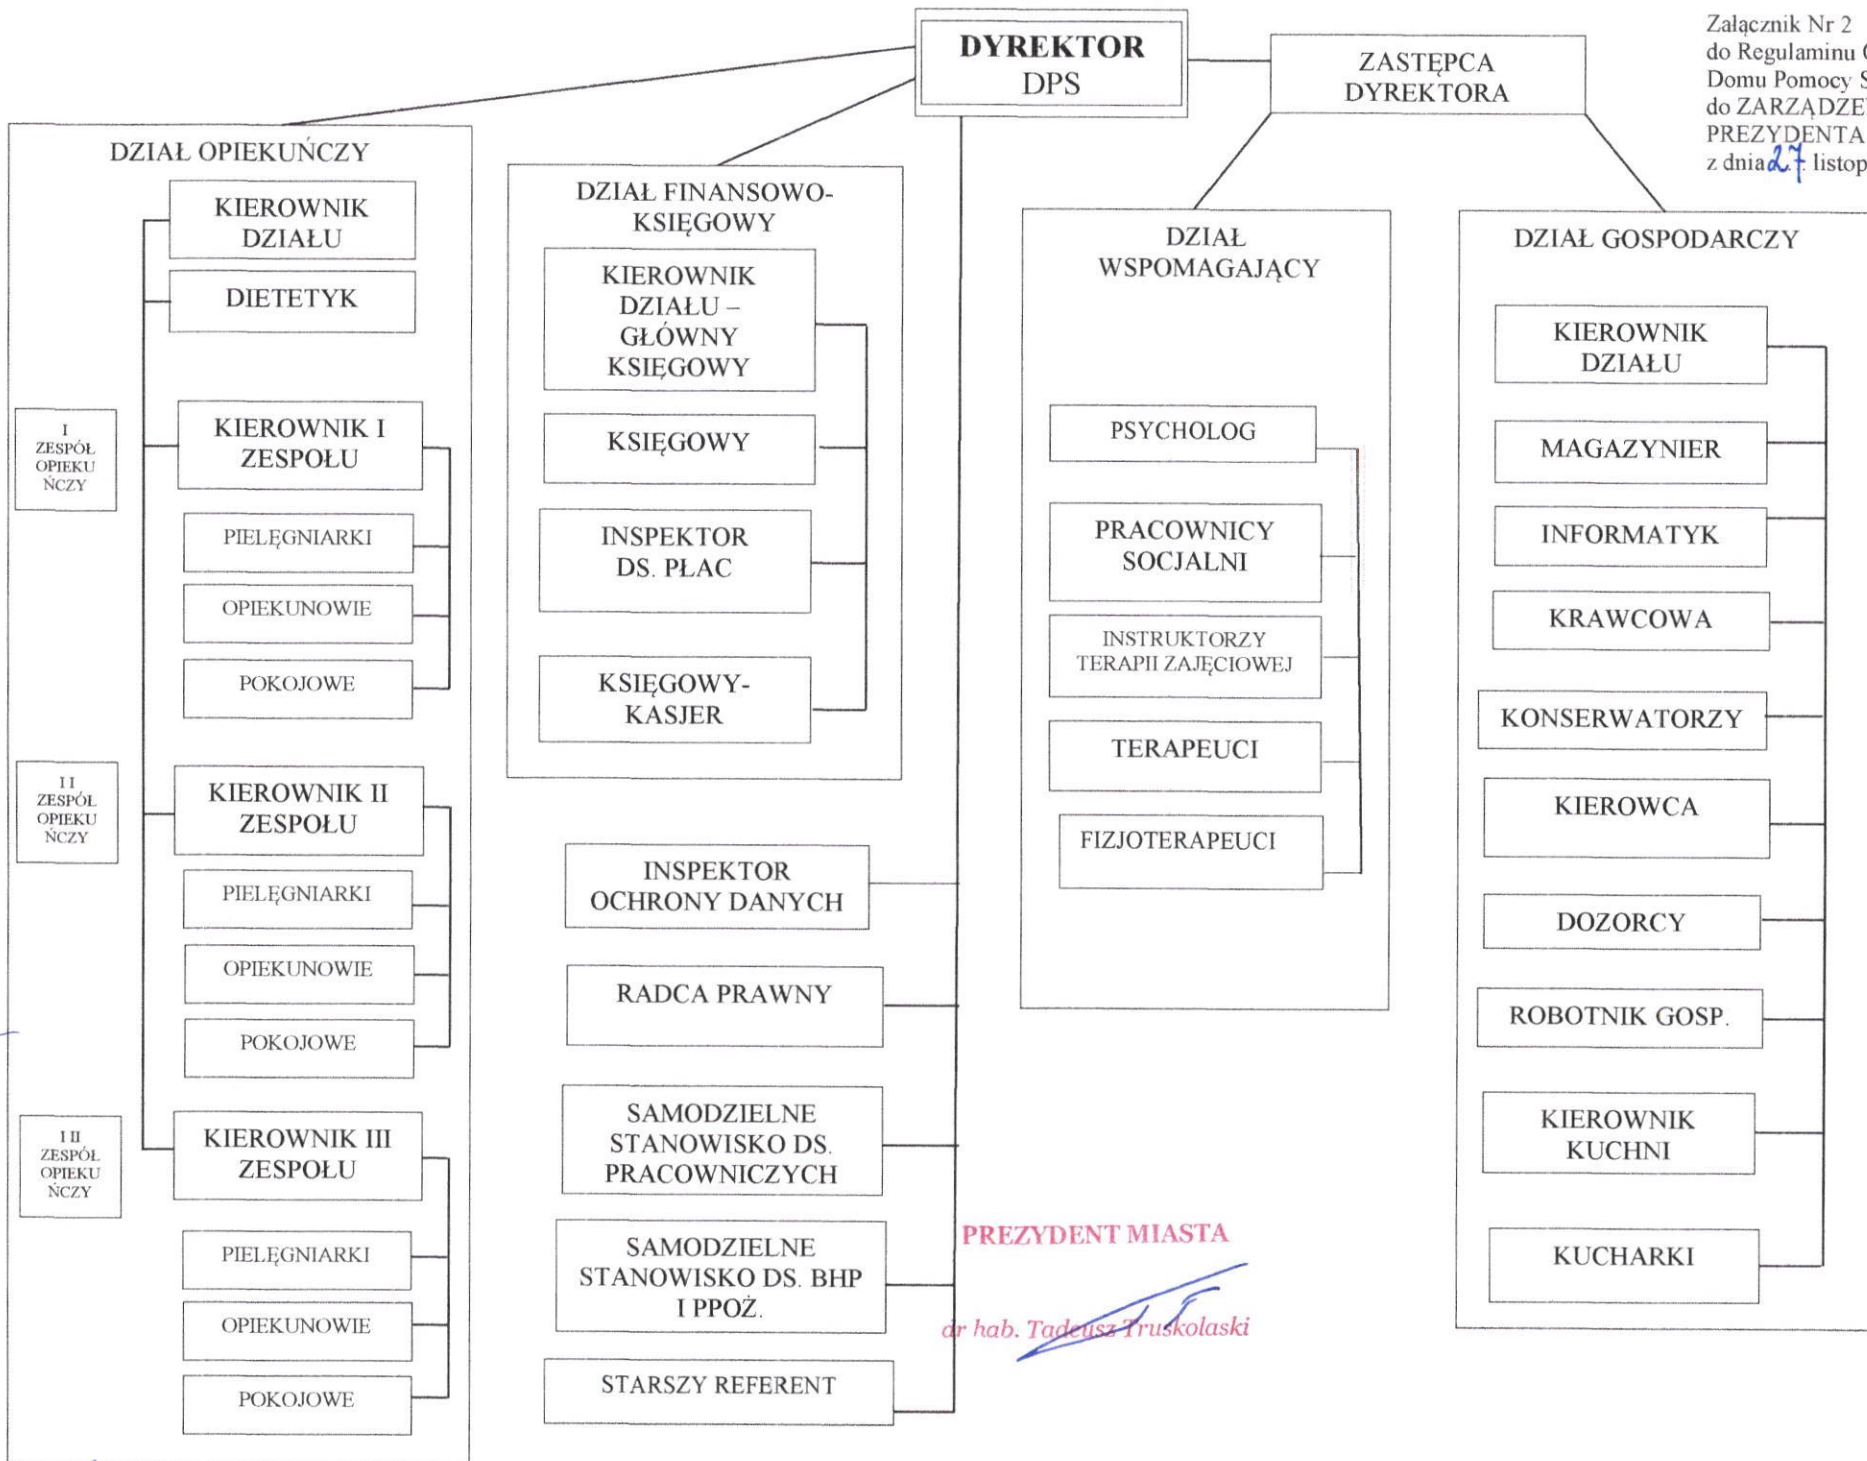 DYREKTOR
DPS
ZASTĘPCA
DYREKTORA
Załącznik Nr 2
do Regulaminu
Domu Pomocy
do
PREZYDENTA
z dnia 27
DZIAŁ OPIEKUŃCZY
KIEROWNIK
DZIAŁU
DIETETYK
I
ZESPÓŁ
OPIEKU
ŃCZY
KIEROWNIK I
ZESPOŁU
PIELĘGNIARKI
OPIEKUNOWIE
POKOJOWE
I I
ZESPÓŁ
OPIEKU
ŃCZY
KIEROWNIK II
ZESPOŁU
PIELĘGNIARKI
OPIEKUNOWIE
POKOJOWE
I II
ZESPÓŁ
OPIEKU
ŃCZY
KIEROWNIK III
ZESPOŁU
PIELĘGNIARKI
OPIEKUNOWIE
POKOJOWE
DZIAŁ FINANSOWO-
KSIĘGOWY
KIEROWNIK
DZIAŁU –
GŁÓWNY
KSIĘGOWY
KSIĘGOWY
INSPEKTOR
DS. PŁAC
KSIĘGOWY-
KASJER
INSPEKTOR
OCHRONY DANYCH
RADCA PRAWNY
SAMODZIELNE
STANOWISKO DS.
PRACOWNICZYCH
SAMODZIELNE
STANOWISKO DS. BHP
I PPOŻ.
STARSZY REFERENT
DZIAŁ
WSPOMAGAJĄCY
PSYCHOLOG
PRACOWNICY
SOCJALNI
INSTRUKTORZY
TERAPII ZAJĘCIOWEJ
TERAPEUCI
FIZJOTERAPEUCI
DZIAŁ GOSPODARCZY
KIEROWNIK
DZIAŁU
MAGAZYNIER
INFORMATYK
KRAWCOWA
KONSERWATORZY
KIEROWCA
DOZORCY
ROBOTNIK GOSP.
KIEROWNIK
KUCHNI
KUCHARKI
PREZYDENT MIASTA
dr hab. Tadeusz Truskolaski